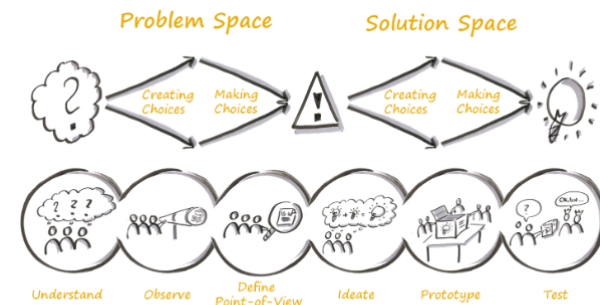 Problem Space
Solution Space
Creating
Choices
Making
Choices
Creating
Choices
Making
Choices
?
!
? ? ?
?
Understand
Observe
Define
Point-of-View
Ideate
Prototype
Test